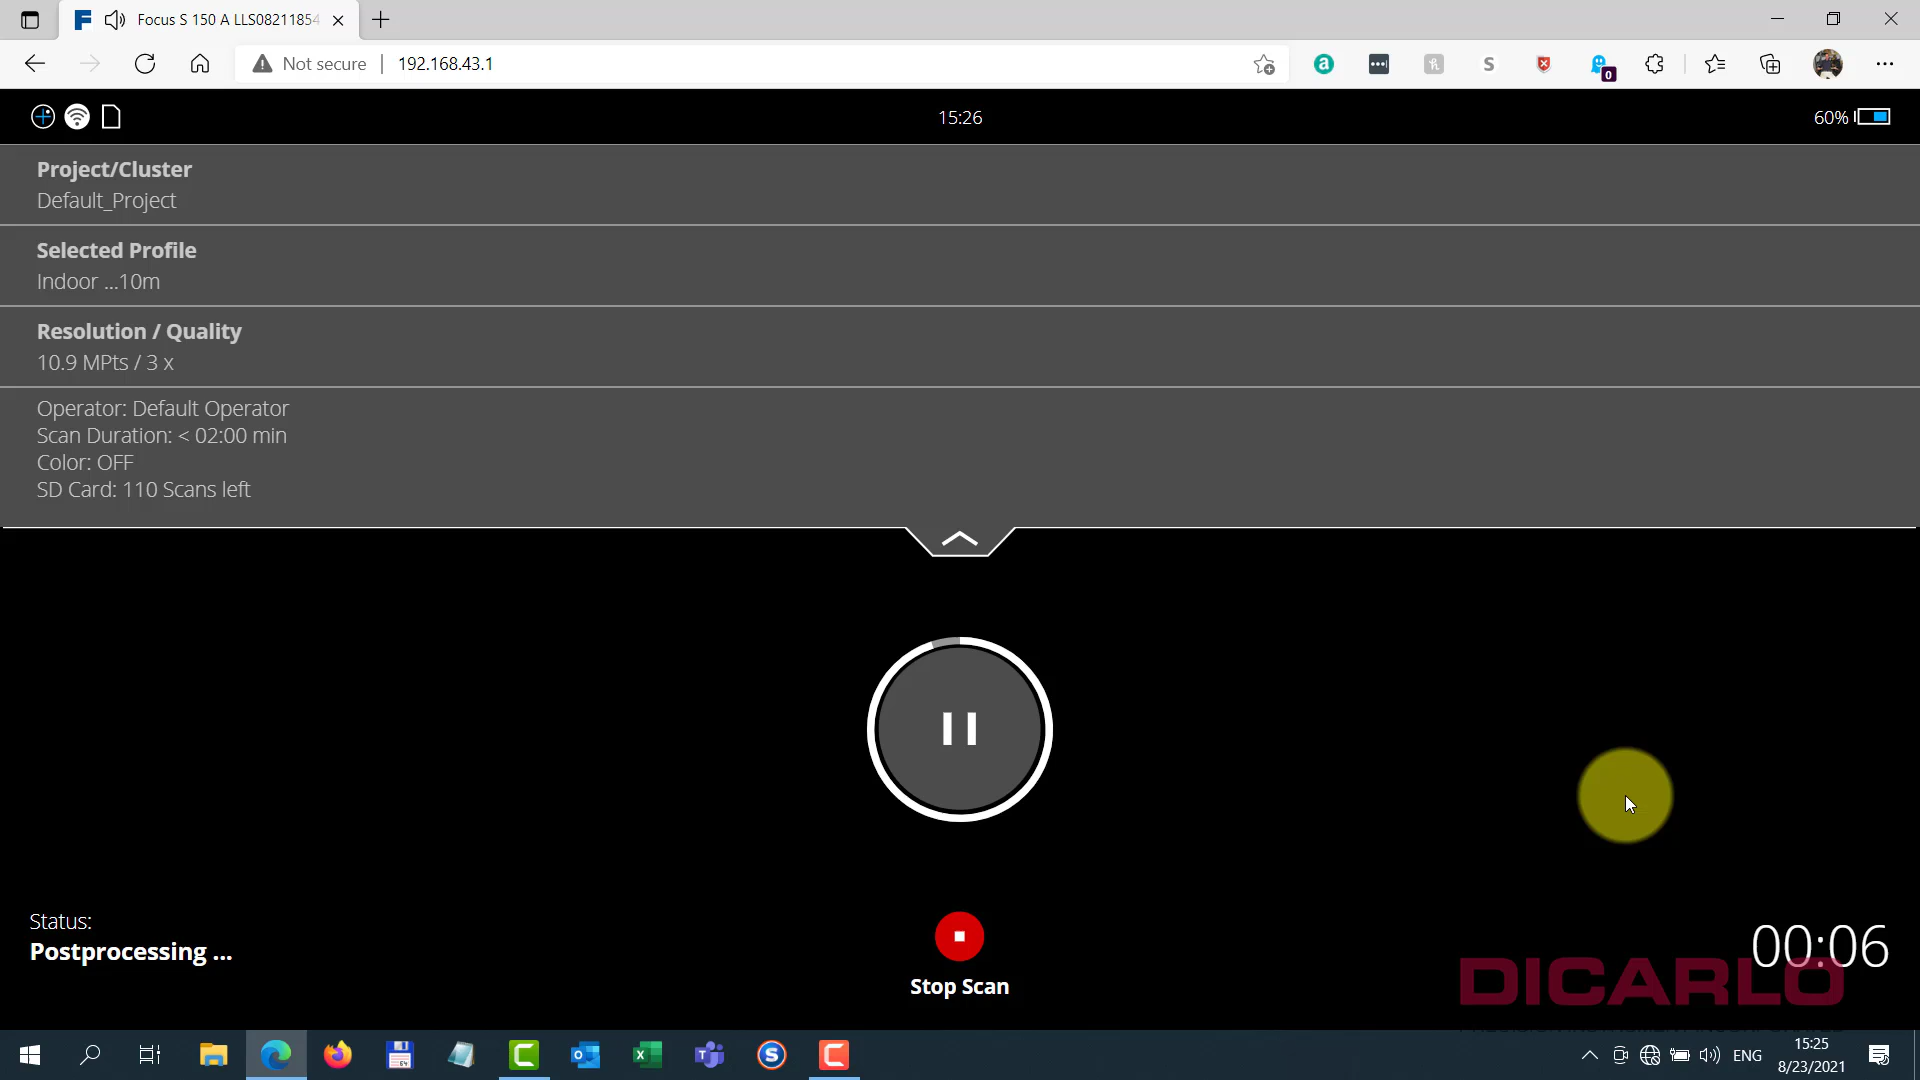 Focus S 150 A LLS08211854
Not secure | 192.168.43.1
a
S
0
15:26
60%
Project/Cluster
Default_Project
Selected Profile
Indoor ...10m
Resolution / Quality
10.9 MPts / 3 x
Operator: Default Operator
Scan Duration: < 02:00 min
Color: OFF
SD Card: 110 Scans left
Status:
Postprocessing ...
Stop Scan
00:06
DICARLO
ENG
15:25
8/23/2021